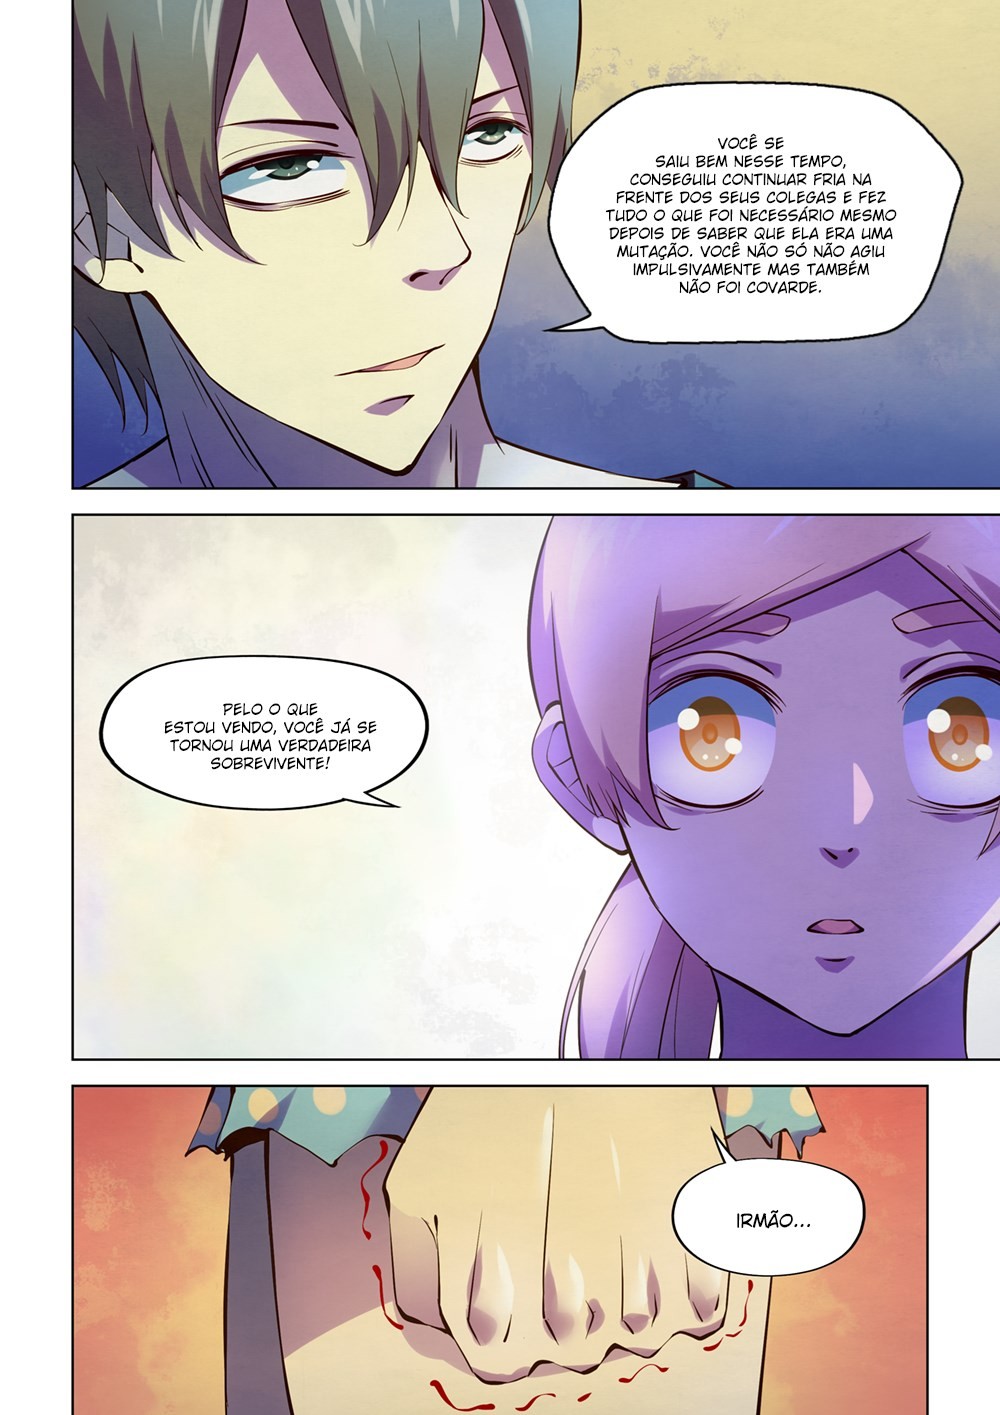 VOCÊ SE
SAIU BEM NESSE TEMPO,
CONSEGUIU CONTINUAR FRIA NA
FRENTE DOS SEUS COLEGAS E FEZ
TUDO O QUE FOI NECESSÁRIO MESMO
DEPOIS DE SABER QUE ELA ERA UMA
MUTAÇÃO. VOCÊ NÃO SÓ NÃO AGIU
IMPULSIVAMENTE MAS TAMBÉM
NÃO FOI COVARDE.
PELO O QUE
ESTOU VENDO, VOCÊ JÁ SE
TORNOU UMA VERDADEIRA
SOBREVIVENTE!
IRMÃO...